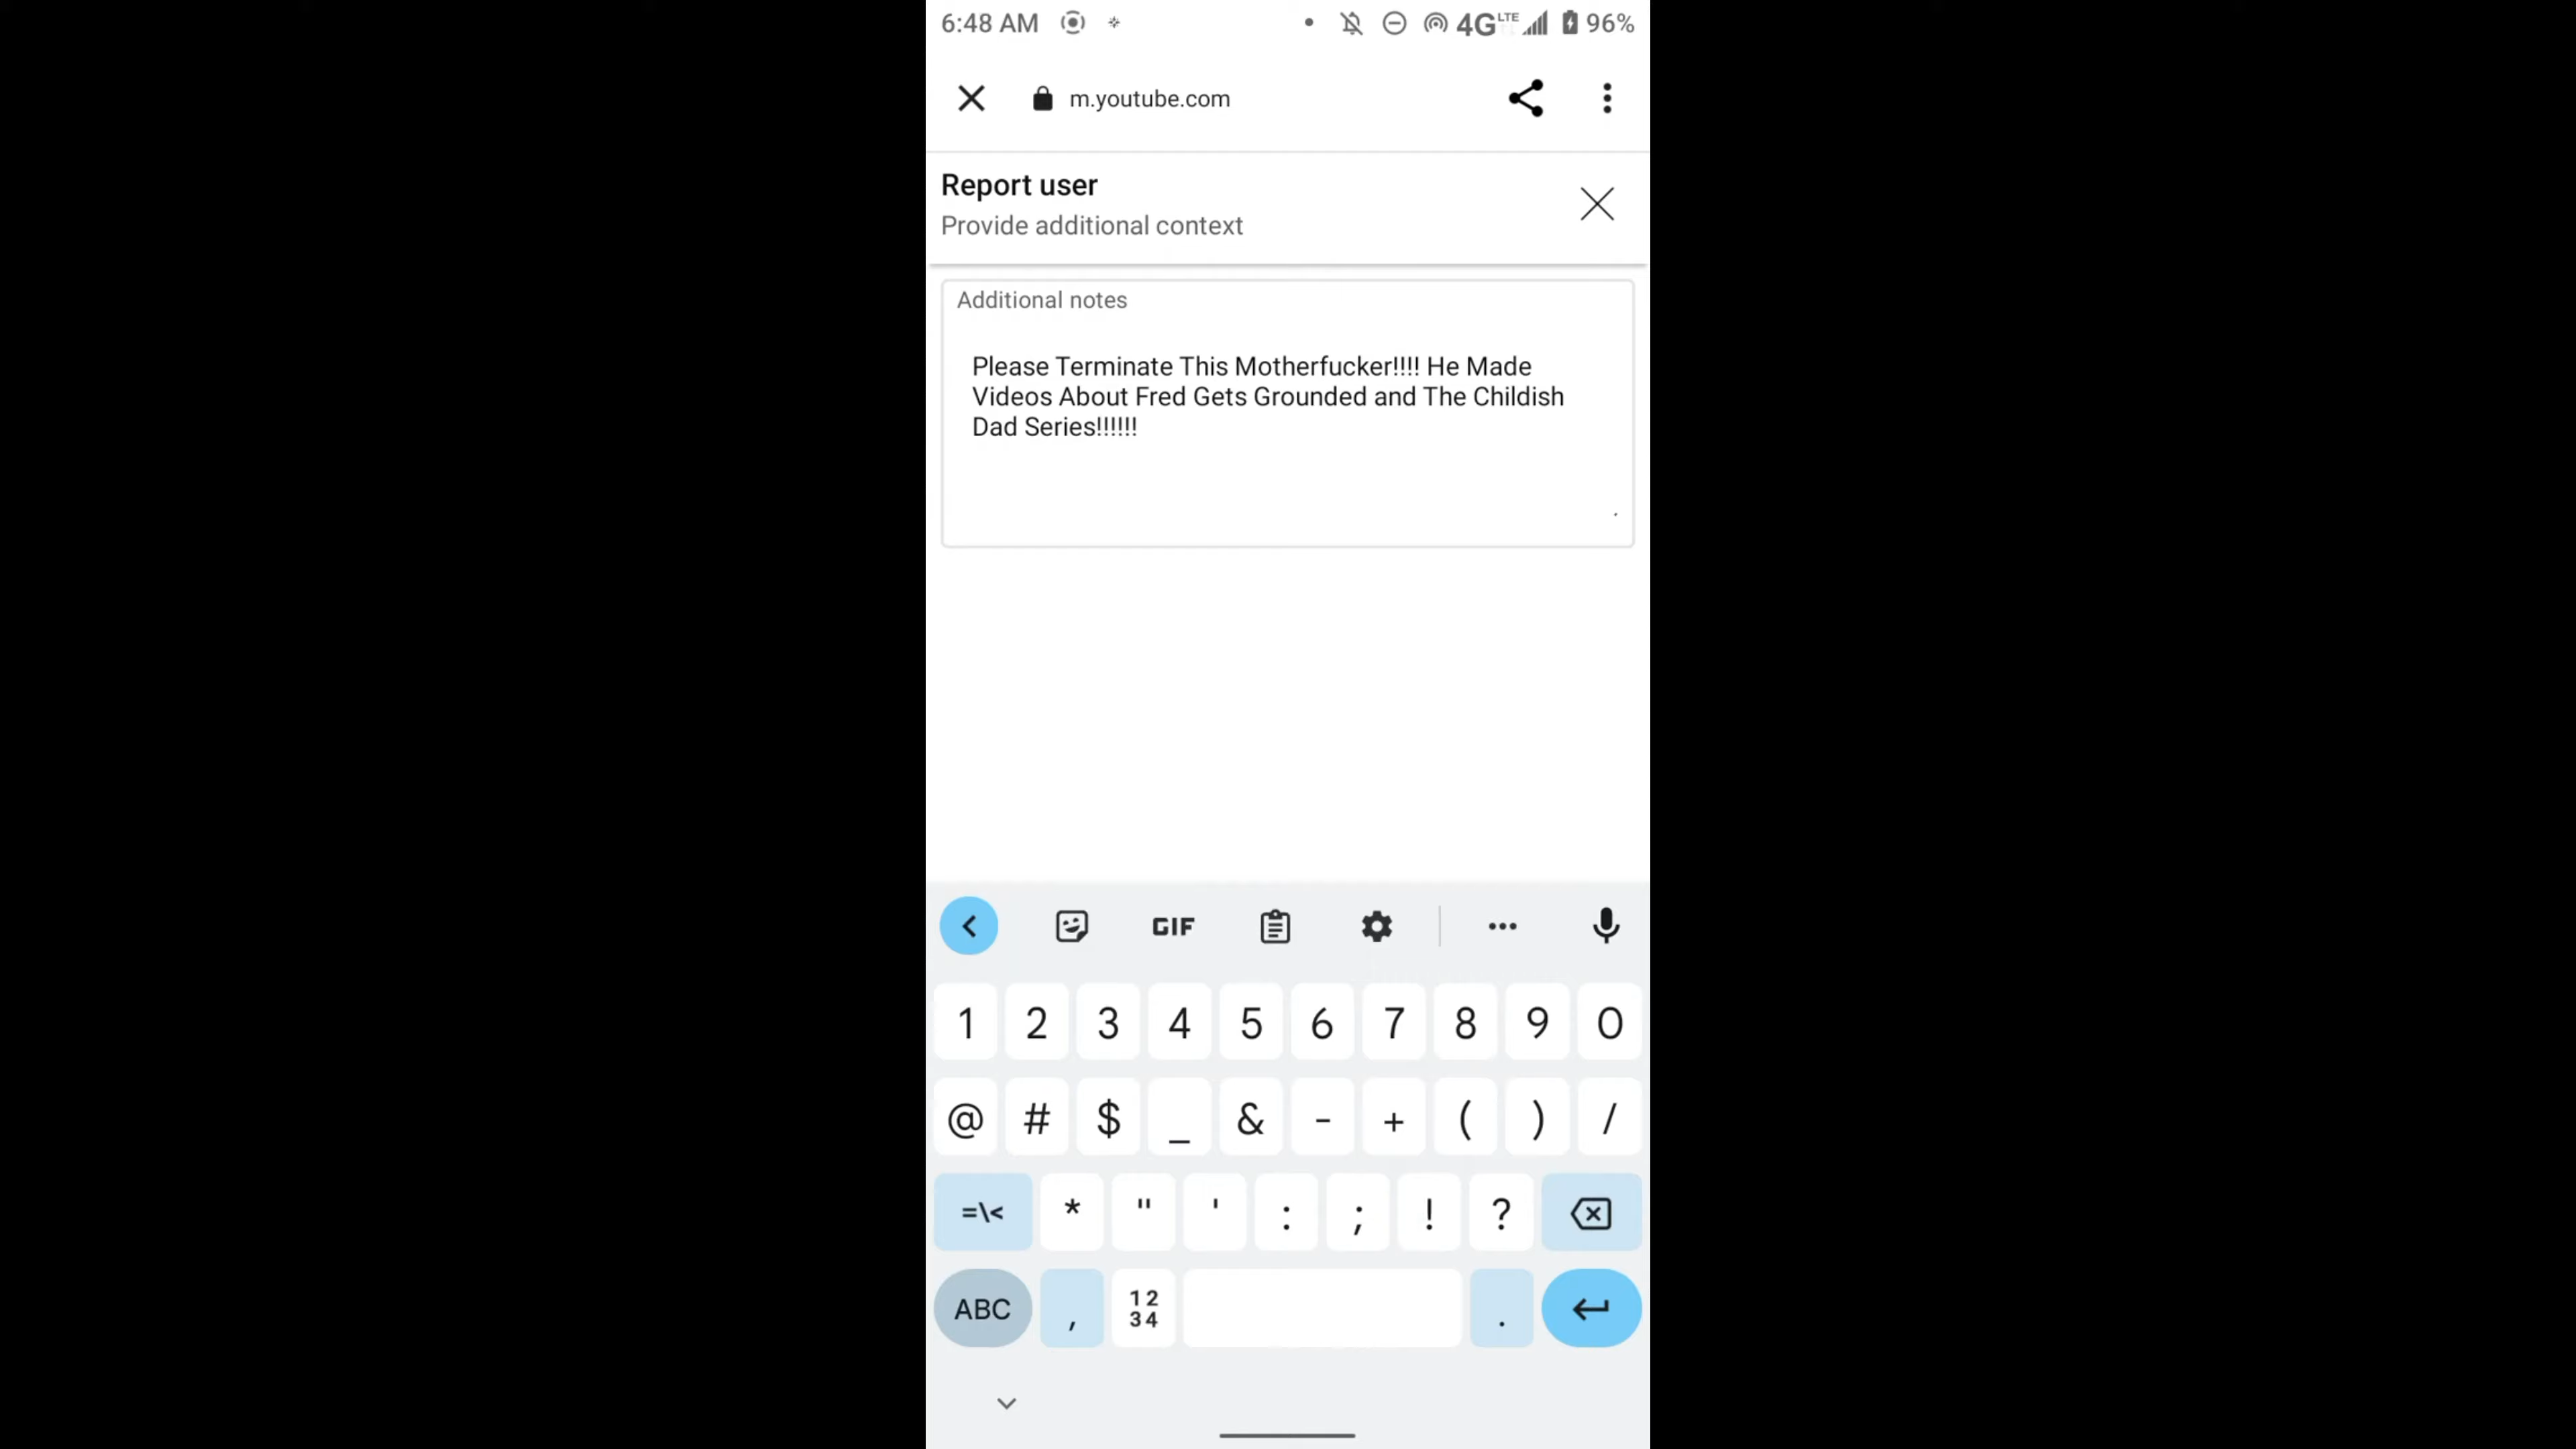 6:48 AM 4G LTE 96%
m.youtube.com
Report user
Provide additional context
Additional notes
Please Terminate This Motherfucker!!!! He Made
Videos About Fred Gets Grounded and The Childish
Dad Series!!!!!!
GIF
1 2 3 4 5 6 7 8 9 0
@ # $ _ & - + ( ) /
=\< * " ' : ; ! ?
ABC , 12 34 .